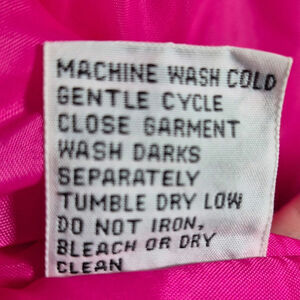 MACHINE WASH COLD
GENTLE CYCLE
CLOSE GARMENT
WASH DARKS
SEPARATELY
TUMBLE DRY LOW
DO NOT IRON,
BLEACH OR DRY
CLEAN